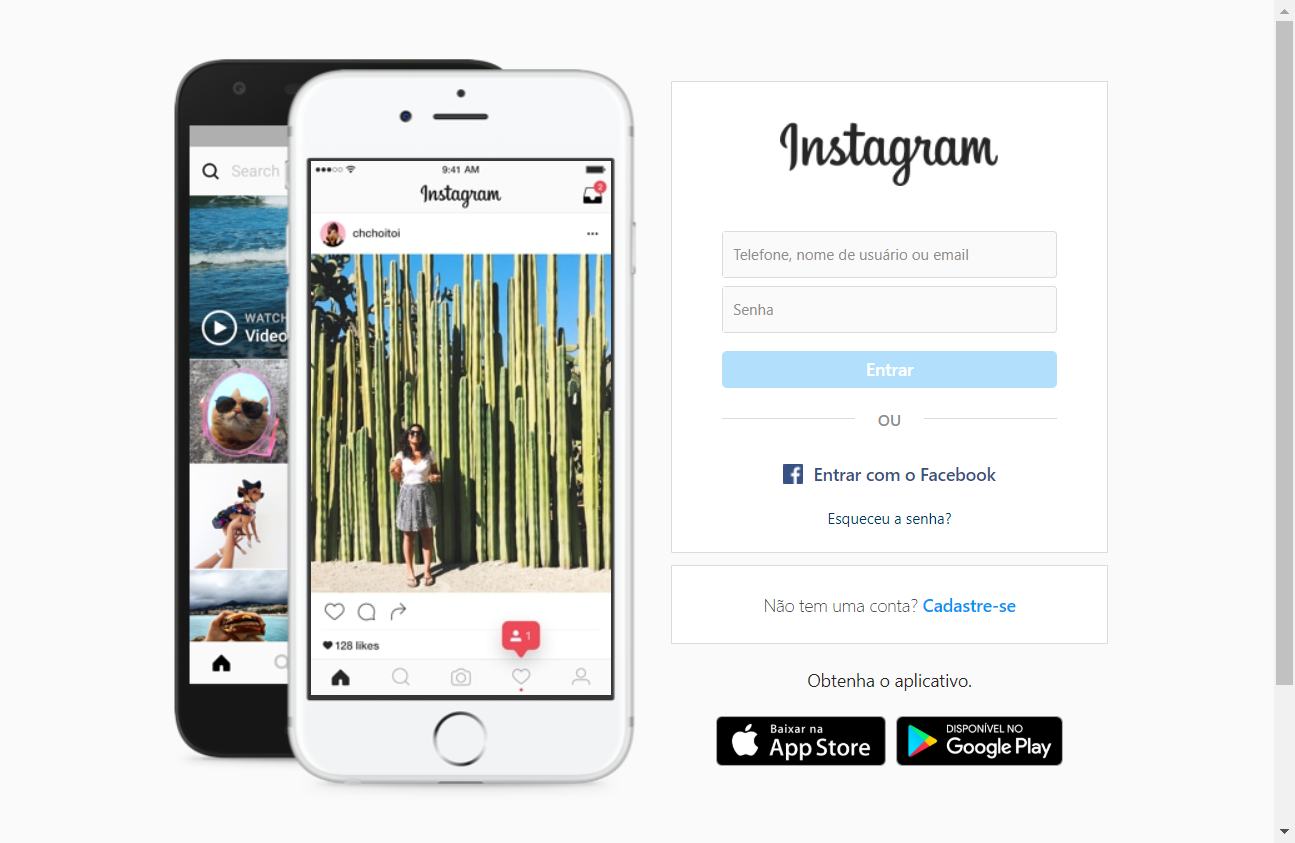 Search
WATCH
Video
9:41 AM
Instagram
2
chchoitoi
1
128 likes
Instagram
Telefone, nome de usuário ou email
Senha
Entrar
OU
Entrar com o Facebook
Esqueceu a senha?
Não tem uma conta? Cadastre-se
Obtenha o aplicativo.
Baixar na
App Store
DISPONÍVEL NO
Google Play